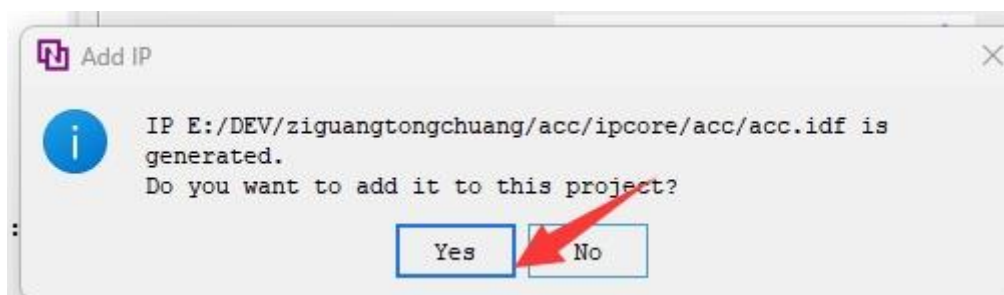 Add IP
IP E:/DEV/ziguangtongchuang/acc/ipcore/acc/acc.idf is
generated.
Do you want to add it to this project?
:
Yes No